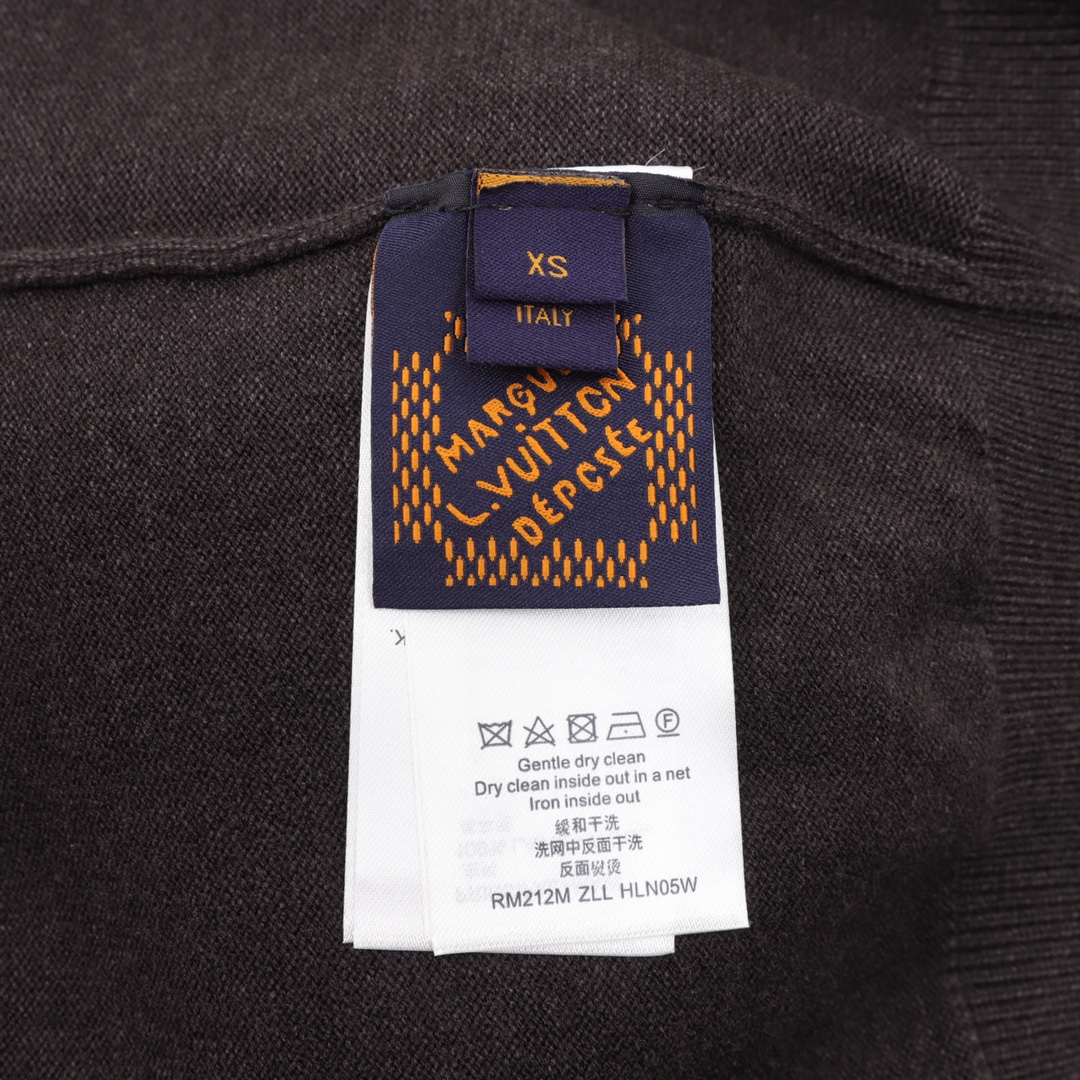 XS
ITALY
MARQU
L.VUITTON
DÉPOSÉE
K.
F
Gentle dry clean
Dry clean inside out in a net
Iron inside out
缓和干洗
洗网中反面干洗
反面熨烫
RM212M ZLL HLN05W